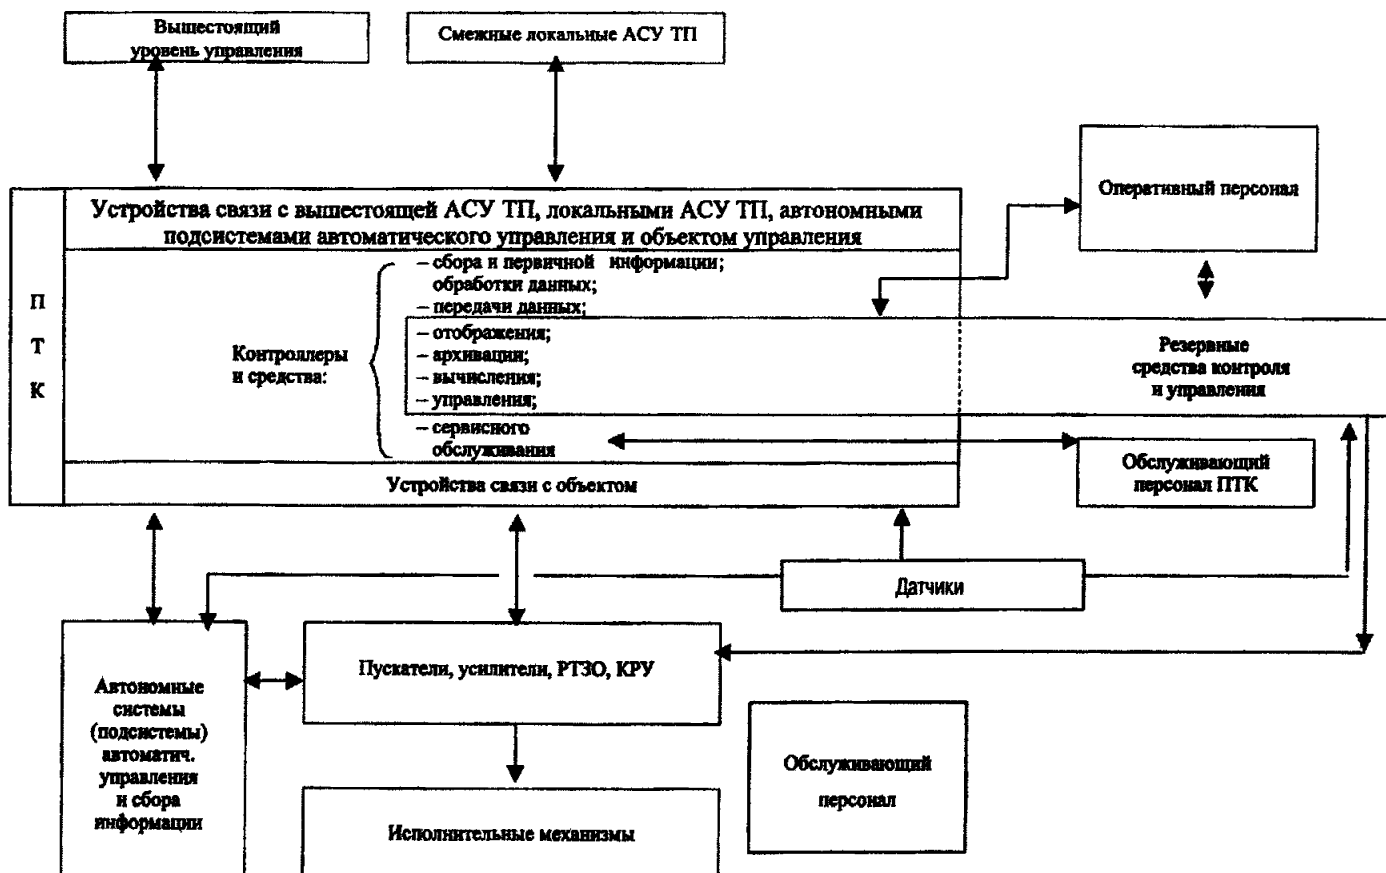 Вышестоящий
уровень управления
Смежные локальные АСУ ТП
Оперативный персонал
П
Т
К
Устройства связи с вышестоящей АСУ ТП, локальными АСУ ТП, автономными
подсистемами автоматического управления и объектом управления
Контроллеры
и средства:
– сбора и первичной информации;
обработки данных;
– передачи данных;
– отображения;
– архивации;
– вычисления;
– управления;
– сервисного
обслуживания
Резервные
средства контроля
и управления
Обслуживающий
персонал ПТК
Устройства связи с объектом
Датчики
Автономные
системы
(подсистемы)
автоматич.
управления
и сбора
информации
Пускатели, усилители, РТЗО, КРУ
Обслуживающий
персонал
Исполнительные механизмы